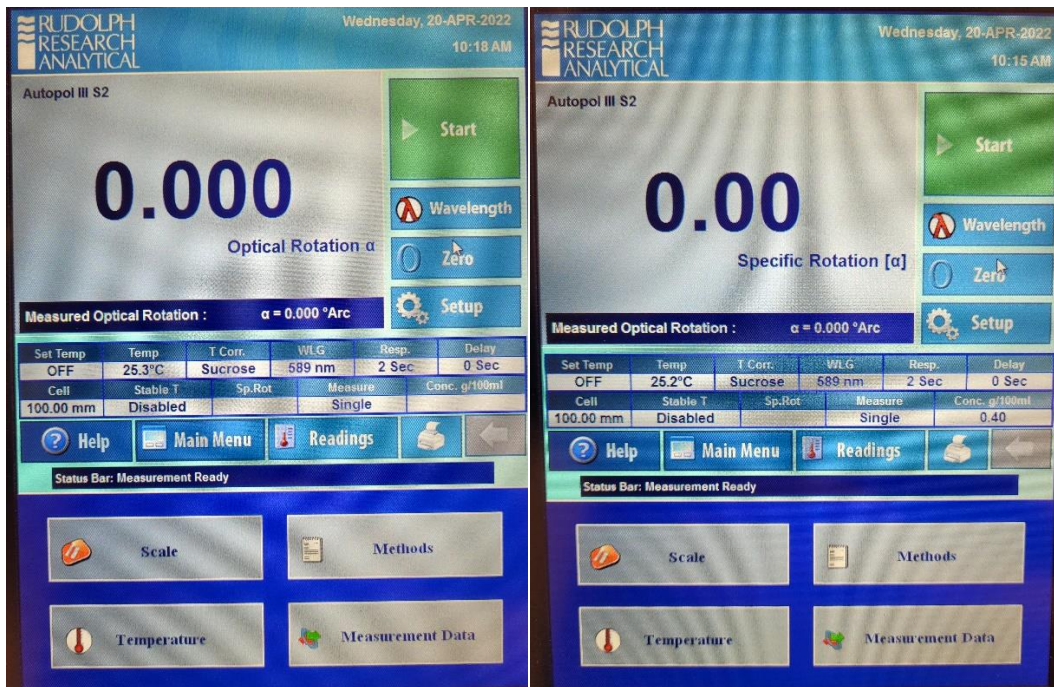 RUDOLPH
RESEARCH
ANALYTICAL
Wednesday, 20-APR-2022
10:18 AM
Autopol III S2
Start
0.000
Wavelength
Optical Rotation α
Zero
Setup
Measured Optical Rotation : α = 0.000 °Arc
Set Temp Temp T Corr. WLG Resp. Delay
OFF 25.3°C Sucrose 589 nm 2 Sec 0 Sec
Cell Stable T Sp.Rot Measure Conc. g/100ml
100.00 mm Disabled Single
Help Main Menu Readings
Status Bar: Measurement Ready
Scale Methods
Temperature Measurement Data
RUDOLPH
RESEARCH
ANALYTICAL
Wednesday, 20-APR-2022
10:15 AM
Autopol III S2
Start
0.00
Wavelength
Specific Rotation [α]
Zero
Setup
Measured Optical Rotation : α = 0.000 °Arc
Set Temp Temp T Corr. WLG Resp. Delay
OFF 25.2°C Sucrose 589 nm 2 Sec 0 Sec
Cell Stable T Sp.Rot Measure Conc. g/100ml
100.00 mm Disabled Single 0.40
Help Main Menu Readings
Status Bar: Measurement Ready
Scale Methods
Temperature Measurement Data